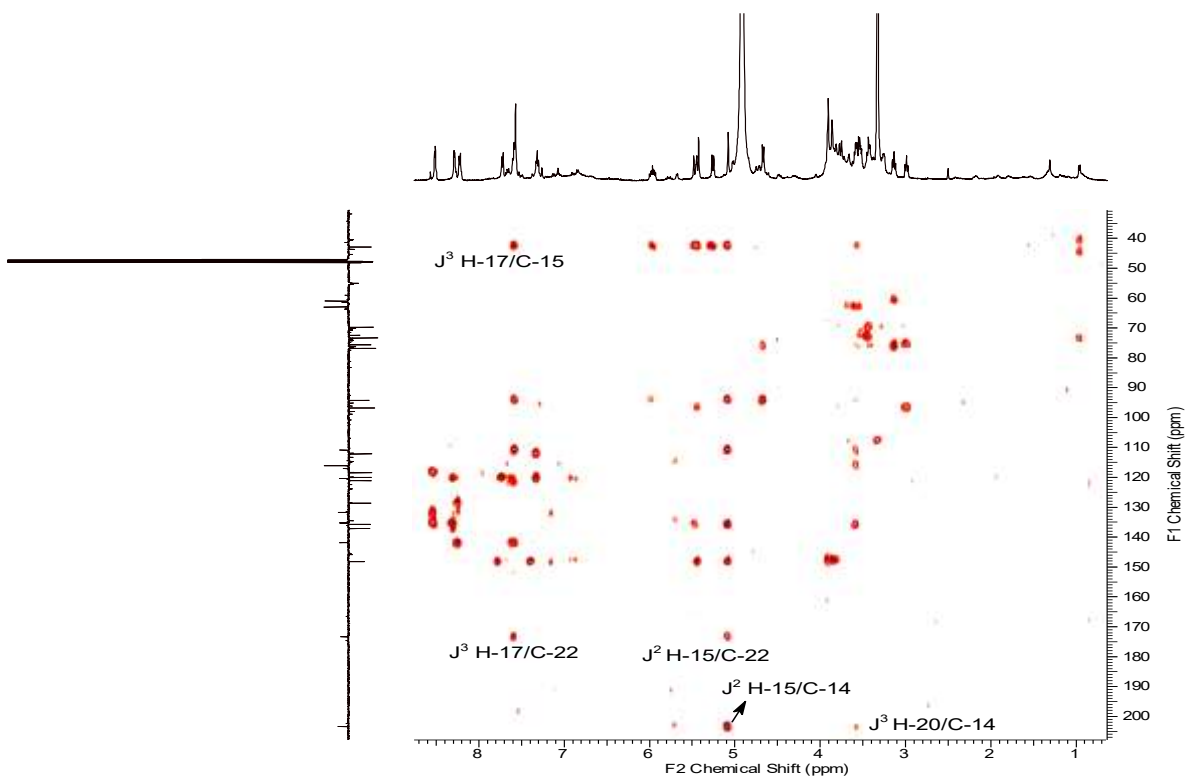 40
50
J³ H-17/C-15
60
70
80
90
100
110
120
130
140
150
160
170
J³ H-17/C-22 J² H-15/C-22
180
J² H-15/C-14
190
200
J³ H-20/C-14
F1 Chemical Shift (ppm)
8 7 6 5 4 3 2 1
F2 Chemical Shift (ppm)